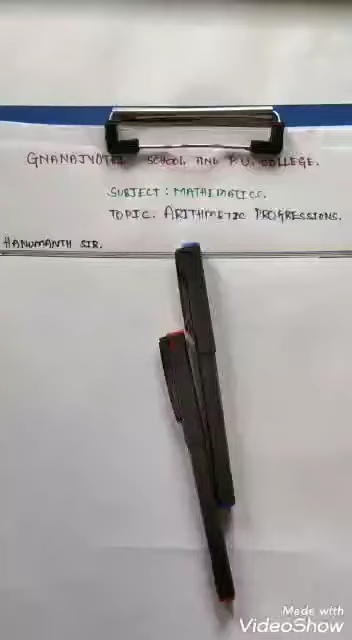 GNANAJYOTHI SCHOOL AND P.U. COLLEGE.
SUBJECT : MATHEMATICS.
TOPIC. ARITHMETIC PROGRESSIONS.
HANUMANTH SIR.
Made with
VideoShow